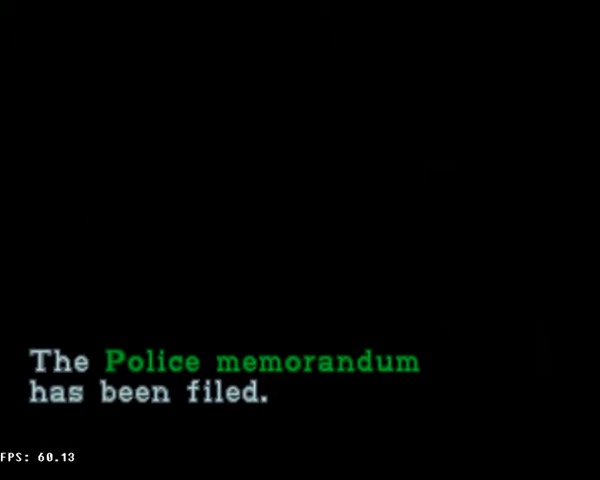 The Police memorandum
has been filed.
FPS: 60.13